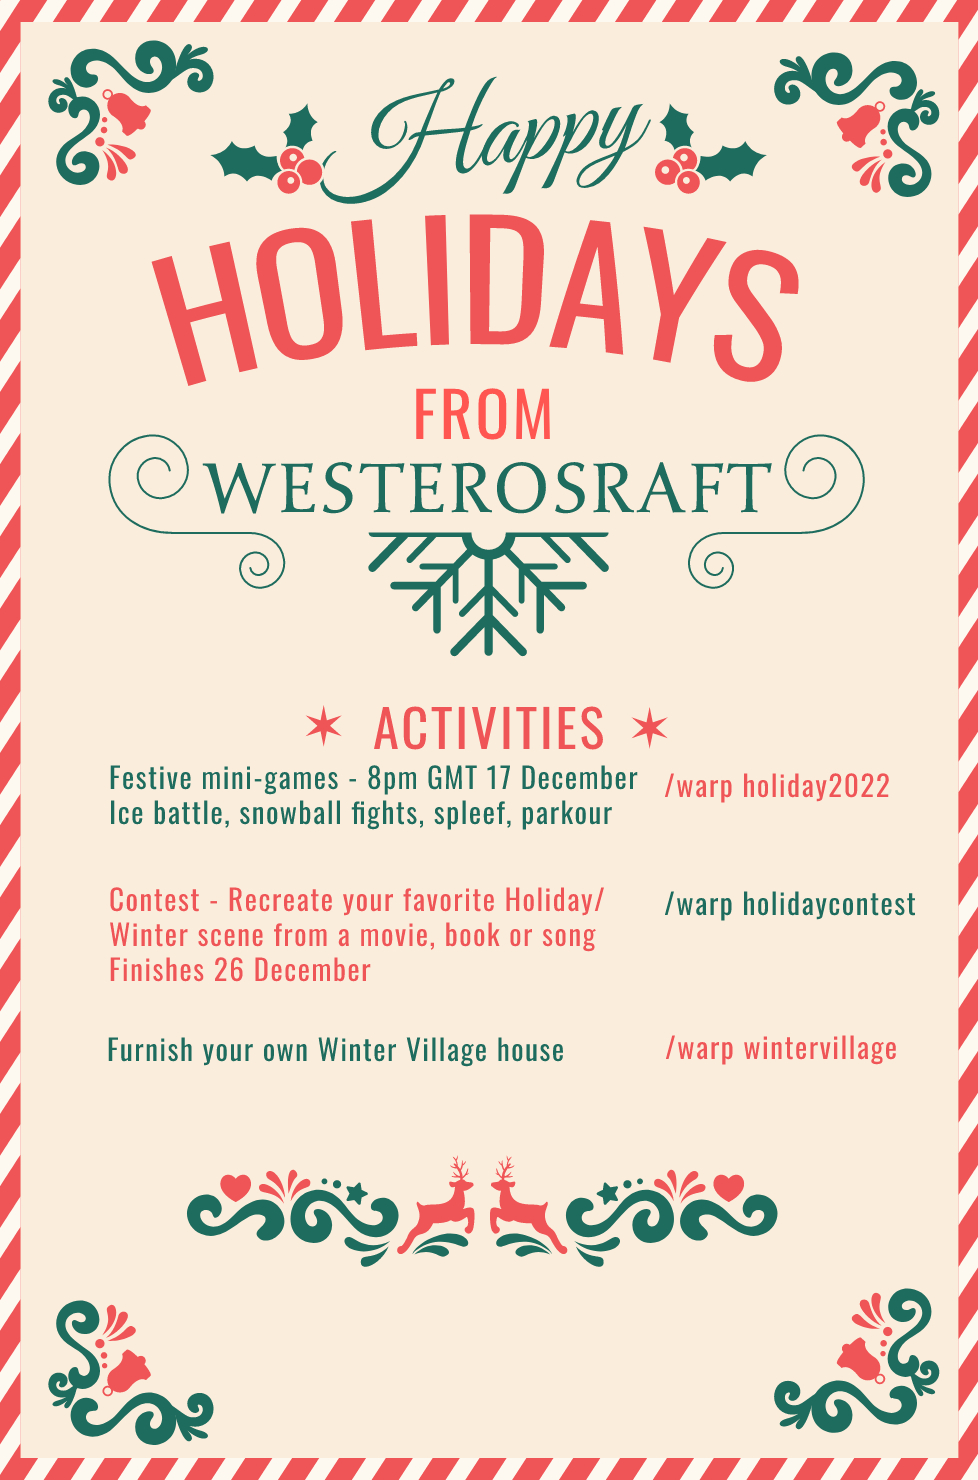 Happy
HOLIDAYS
FROM
WESTEROSRAFT
ACTIVITIES
Festive mini-games - 8pm GMT 17 December
Ice battle, snowball fights, spleef, parkour
/warp holiday2022
Contest - Recreate your favorite Holiday/
Winter scene from a movie, book or song
Finishes 26 December
/warp holidaycontest
Furnish your own Winter Village house
/warp wintervillage